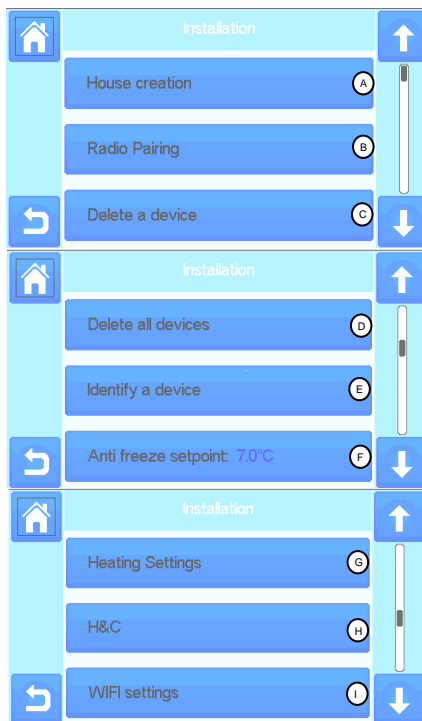 Installation
House creation A
Radio Pairing B
Delete a device C
Installation
Delete all devices D
Identify a device E
Anti freeze setpoint: 7.0°C F
Installation
Heating Settings G
H&C H
WIFI settings I